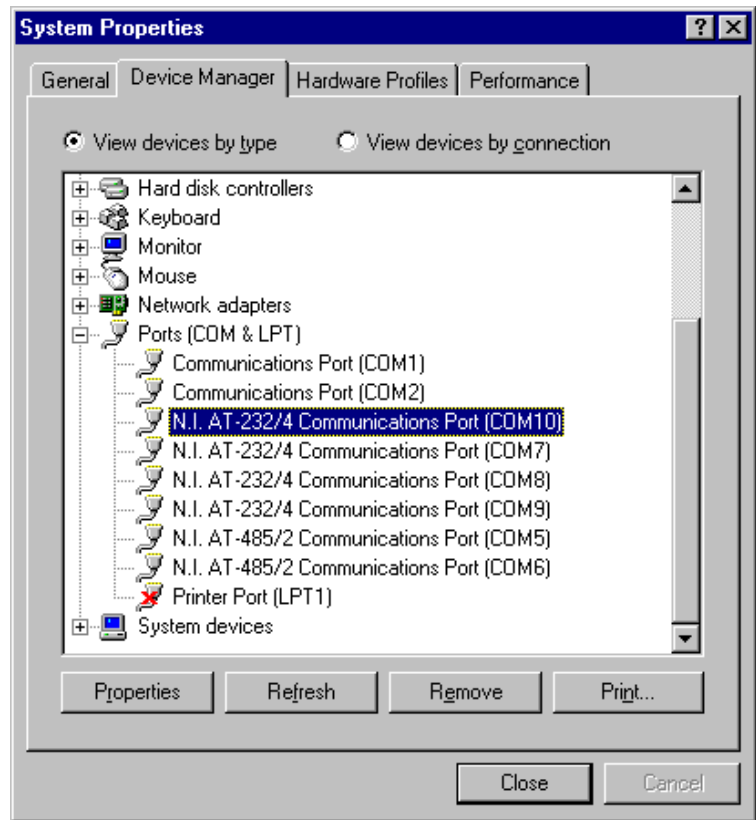 System Properties
General Device Manager Hardware Profiles Performance
View devices by type View devices by connection
Hard disk controllers
Keyboard
Monitor
Mouse
Network adapters
Ports (COM & LPT)
Communications Port (COM1)
Communications Port (COM2)
N.I. AT-232/4 Communications Port (COM10)
N.I. AT-232/4 Communications Port (COM7)
N.I. AT-232/4 Communications Port (COM8)
N.I. AT-232/4 Communications Port (COM9)
N.I. AT-485/2 Communications Port (COM5)
N.I. AT-485/2 Communications Port (COM6)
Printer Port (LPT1)
System devices
Properties Refresh Remove Print...
Close Cancel